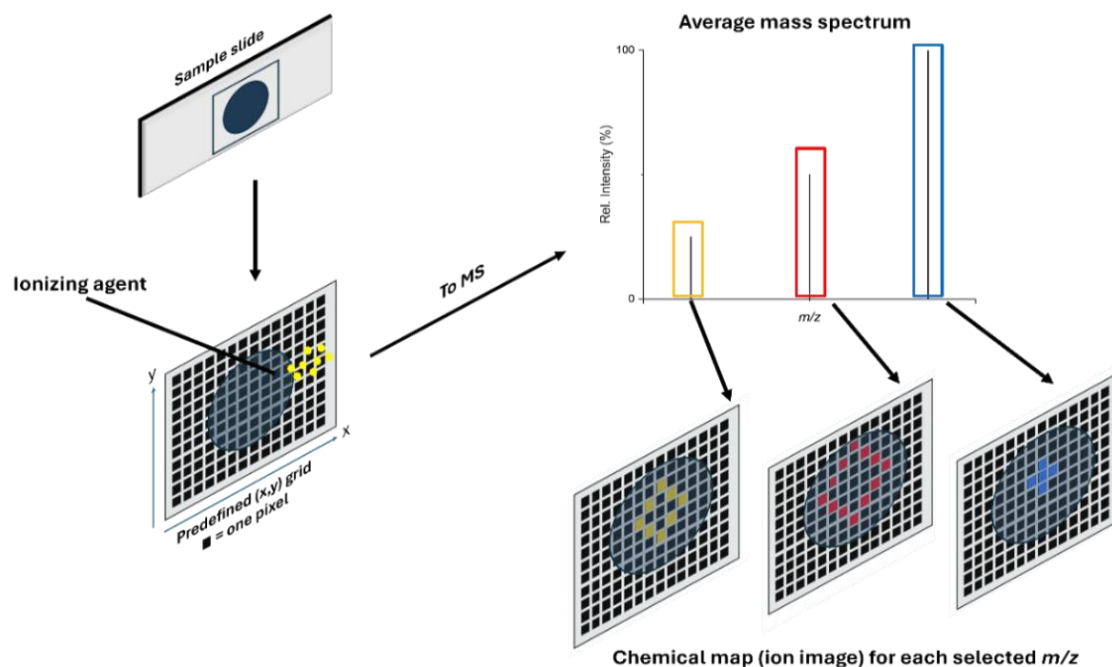 Average mass spectrum
Sample slide
100
Rel. Intensity (%)
0
m/z
Ionizing agent
To MS
y
x
Predefined (x,y) grid
■ = one pixel
Chemical map (ion image) for each selected m/z